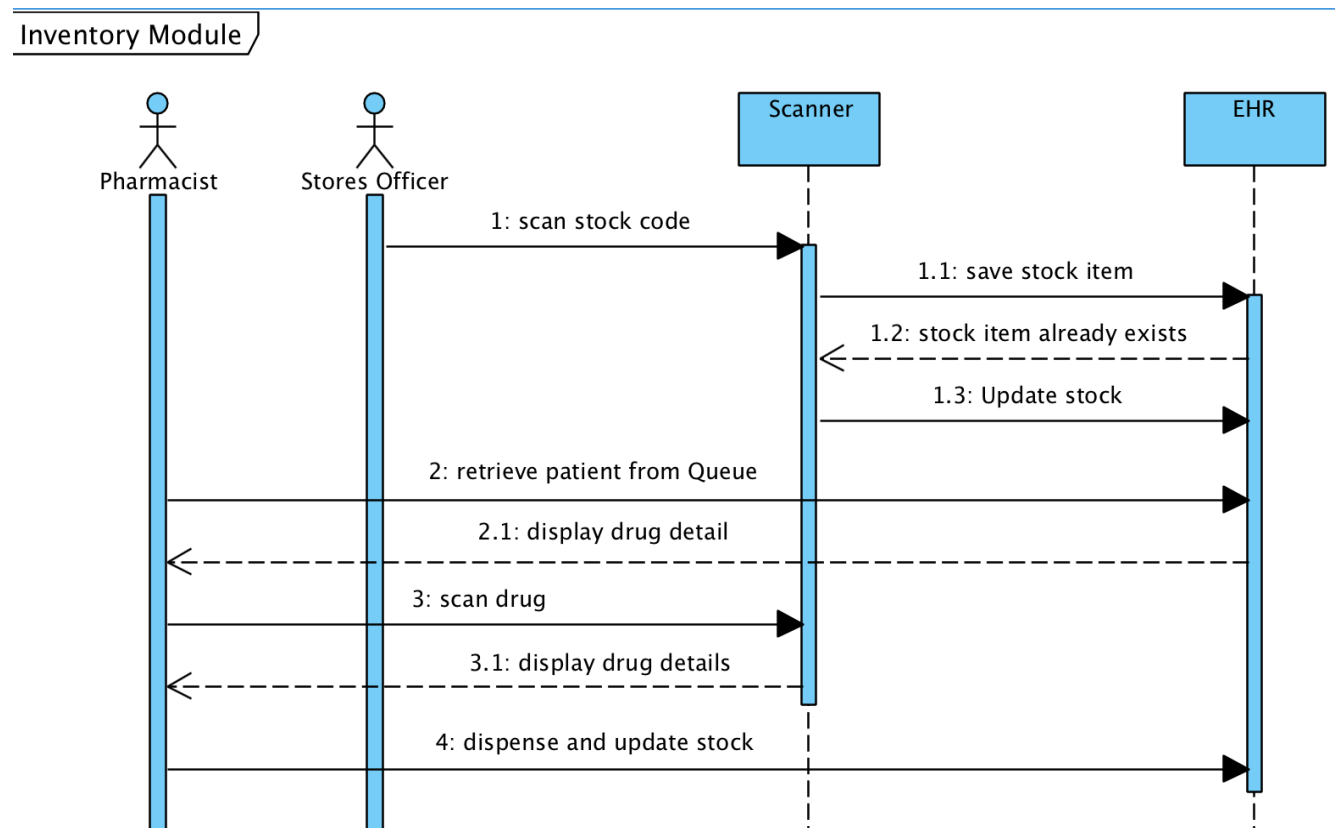 Inventory Module
Scanner
EHR
Pharmacist
Stores Officer
1: scan stock code
1.1: save stock item
1.2: stock item already exists
1.3: Update stock
2: retrieve patient from Queue
2.1: display drug detail
3: scan drug
3.1: display drug details
4: dispense and update stock